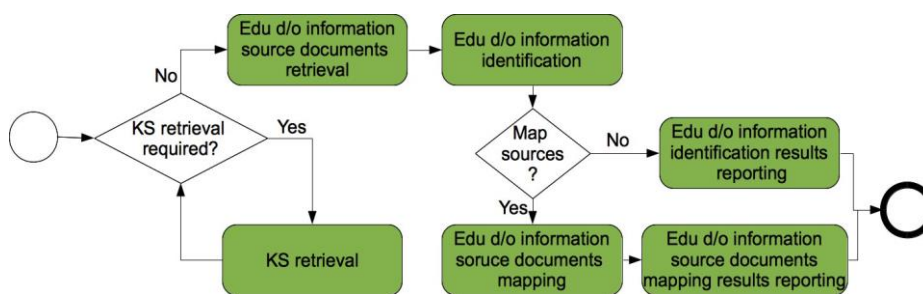 Edu d/o information
source documents
retrieval
Edu d/o information
identification
No
KS retrieval
required?
Yes
Map
sources
?
No
Edu d/o information
identification results
reporting
Yes
KS retrieval
Edu d/o information
soruce documents
mapping
Edu d/o information
source documents
mapping results reporting